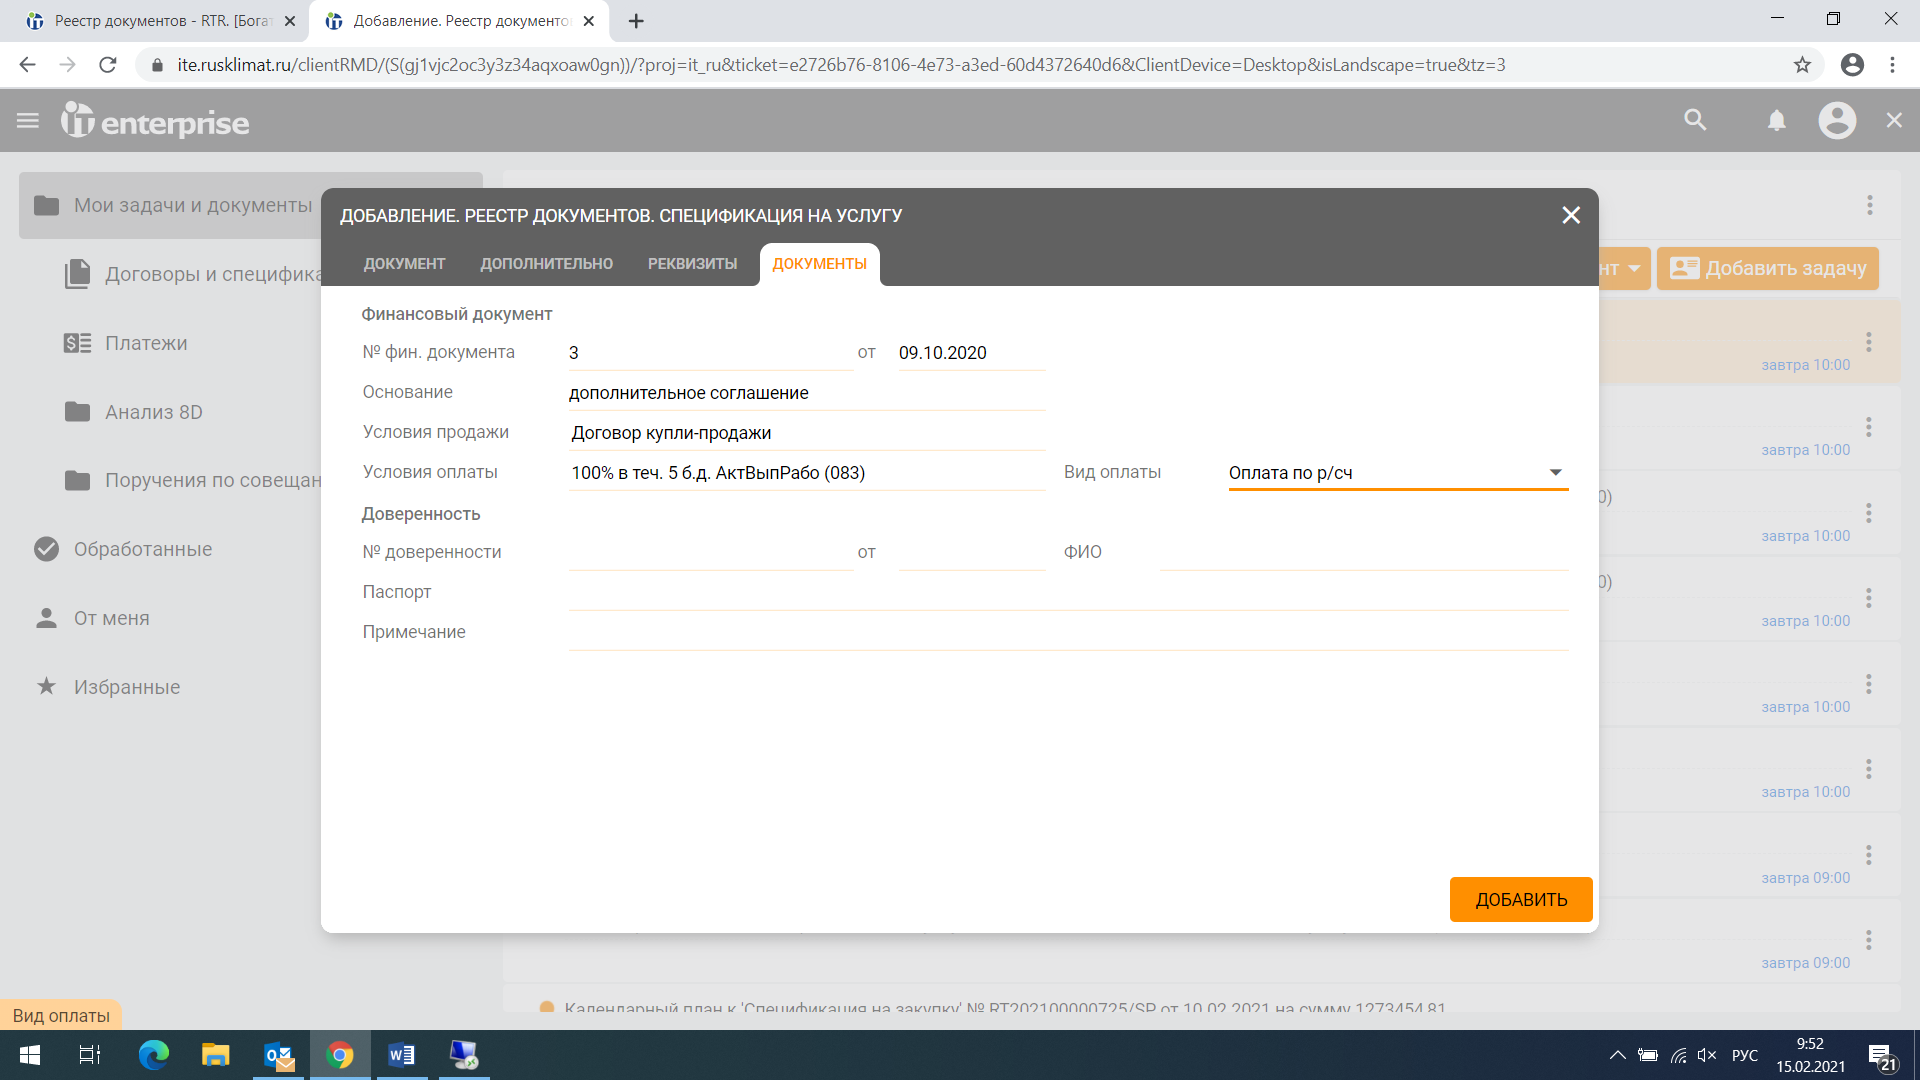 Реестр документов - RTR. [Бога
Добавление. Реестр документо
ite.rusklimat.ru/clientRMD/(S(gj1vjc2oc3y3z34aqxoaw0gn))/?proj=it_ru&ticket=e2726b76-8106-4e73-a3ed-60d4372640d6&ClientDevice=Desktop&isLandscape=true&tz=3
it enterprise
Мои задачи и документы
Договоры и специфика
Платежи
Анализ 8D
Поручения по совещан
Обработанные
От меня
Избранные
нт
Добавить задачу
ДОБАВЛЕНИЕ. РЕЕСТР ДОКУМЕНТОВ. СПЕЦИФИКАЦИЯ НА УСЛУГУ
ДОКУМЕНТ ДОПОЛНИТЕЛЬНО РЕКВИЗИТЫ ДОКУМЕНТЫ
Финансовый документ
№ фин. документа 3 от 09.10.2020
Основание дополнительное соглашение
Условия продажи Договор купли-продажи
Условия оплаты 100% в теч. 5 б.д. АктВыпРабо (083) Вид оплаты Оплата по р/сч
Доверенность
№ доверенности от ФИО
Паспорт
Примечание
ДОБАВИТЬ
завтра 10:00
завтра 10:00
0)
завтра 10:00
0)
завтра 10:00
завтра 10:00
завтра 10:00
завтра 09:00
завтра 09:00
Календарный план к 'Спецификация на закупку' № RT202100000725/SP от 10.02.2021 на сумму 1273454.81
Вид оплаты
РУС
9:52
15.02.2021
21